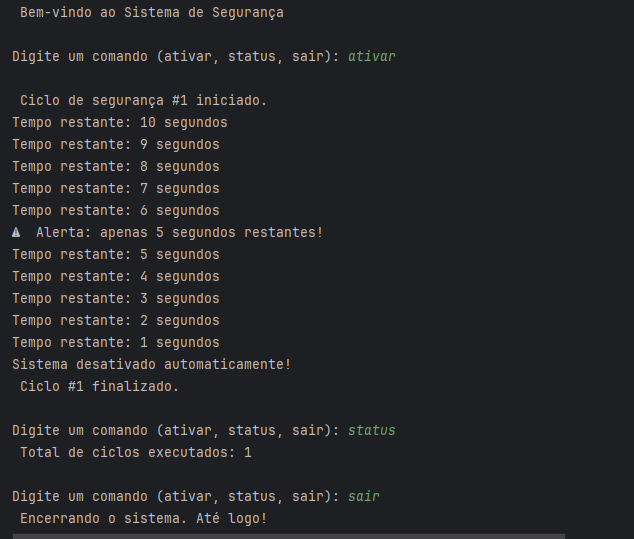 Bem-vindo ao Sistema de Segurança
Digite um comando (ativar, status, sair): ativar
Ciclo de segurança #1 iniciado.
Tempo restante: 10 segundos
Tempo restante: 9 segundos
Tempo restante: 8 segundos
Tempo restante: 7 segundos
Tempo restante: 6 segundos
⚠ Alerta: apenas 5 segundos restantes!
Tempo restante: 5 segundos
Tempo restante: 4 segundos
Tempo restante: 3 segundos
Tempo restante: 2 segundos
Tempo restante: 1 segundos
Sistema desativado automaticamente!
Ciclo #1 finalizado.
Digite um comando (ativar, status, sair): status
Total de ciclos executados: 1
Digite um comando (ativar, status, sair): sair
Encerrando o sistema. Até logo!